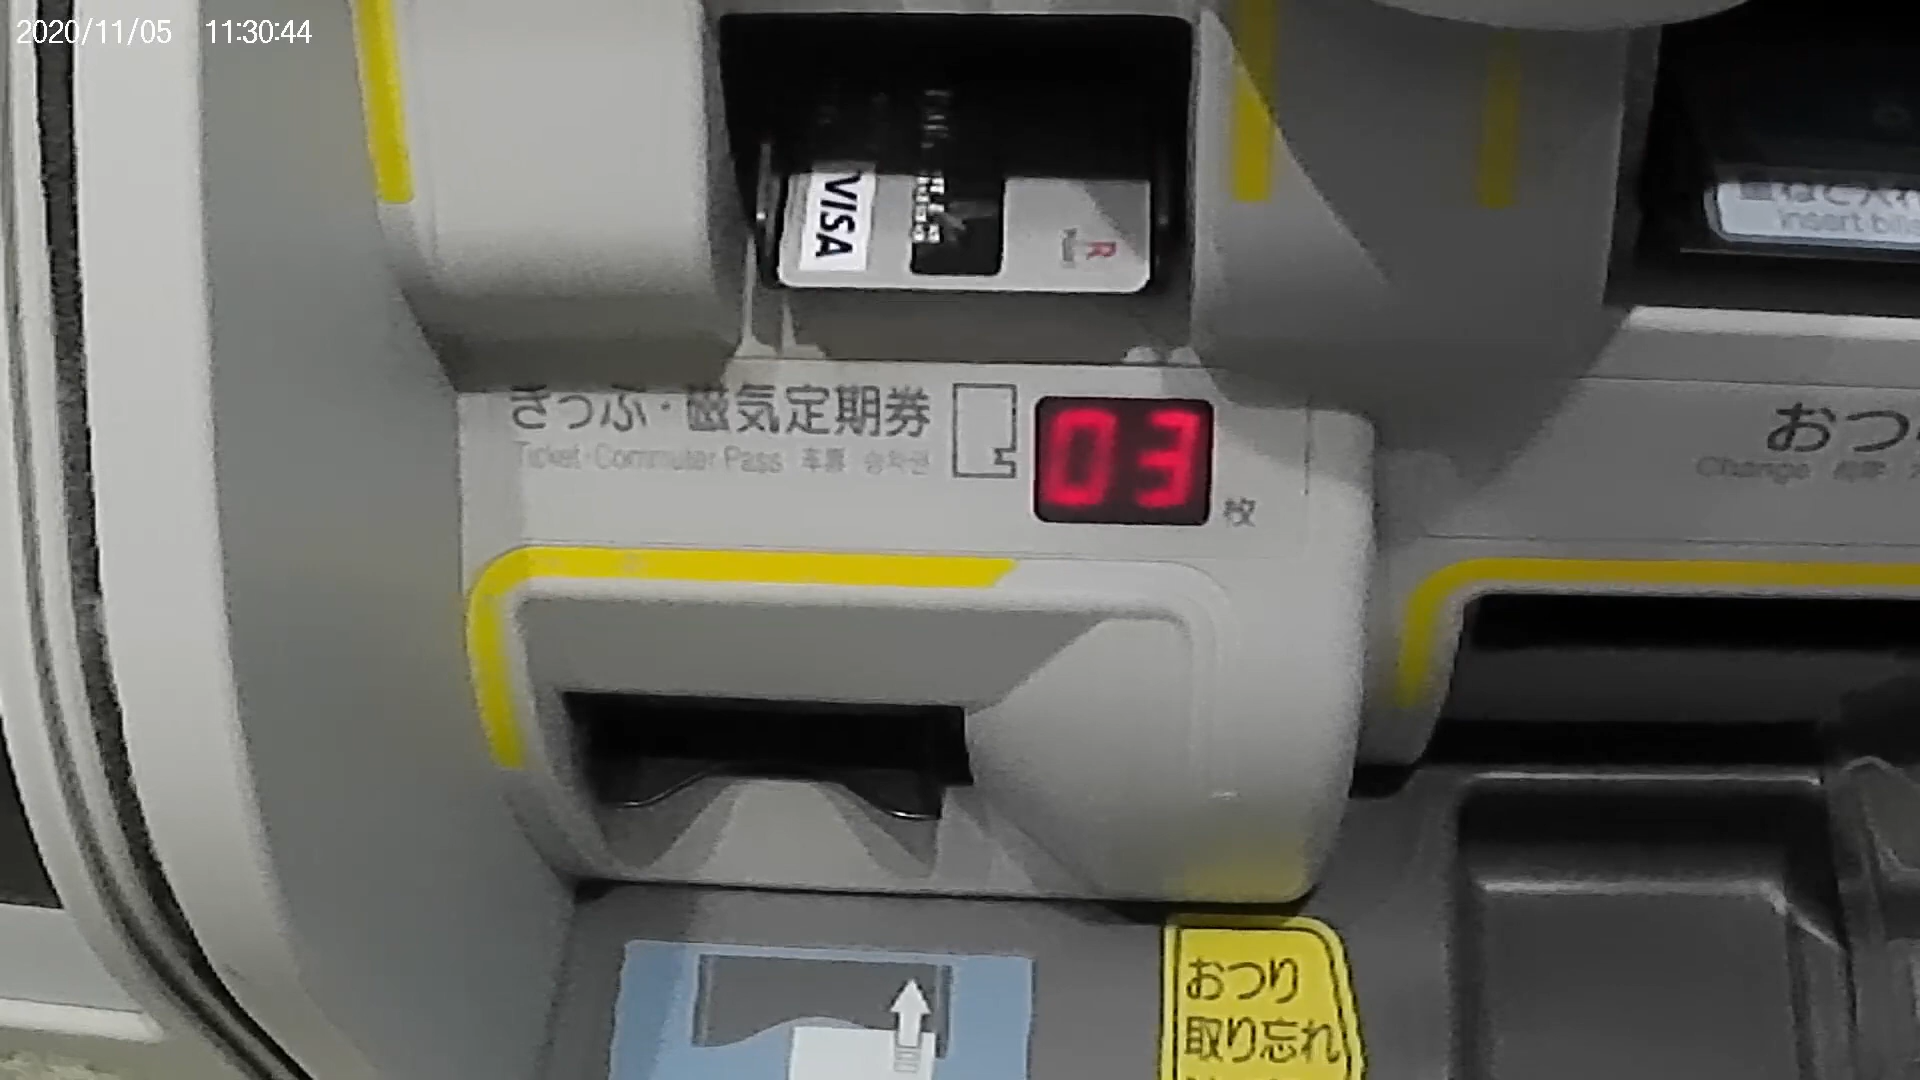 2020/11/05 11:30:44
VISA
R
Insert bills
きっぷ・磁気定期券
Ticket・Commuter Pass 车票 승차권
03
枚
おつ
Change
おつり
取り忘れ